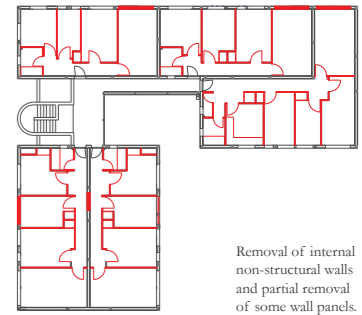 Removal of internal
non-structural walls
and partial removal
of some wall panels.